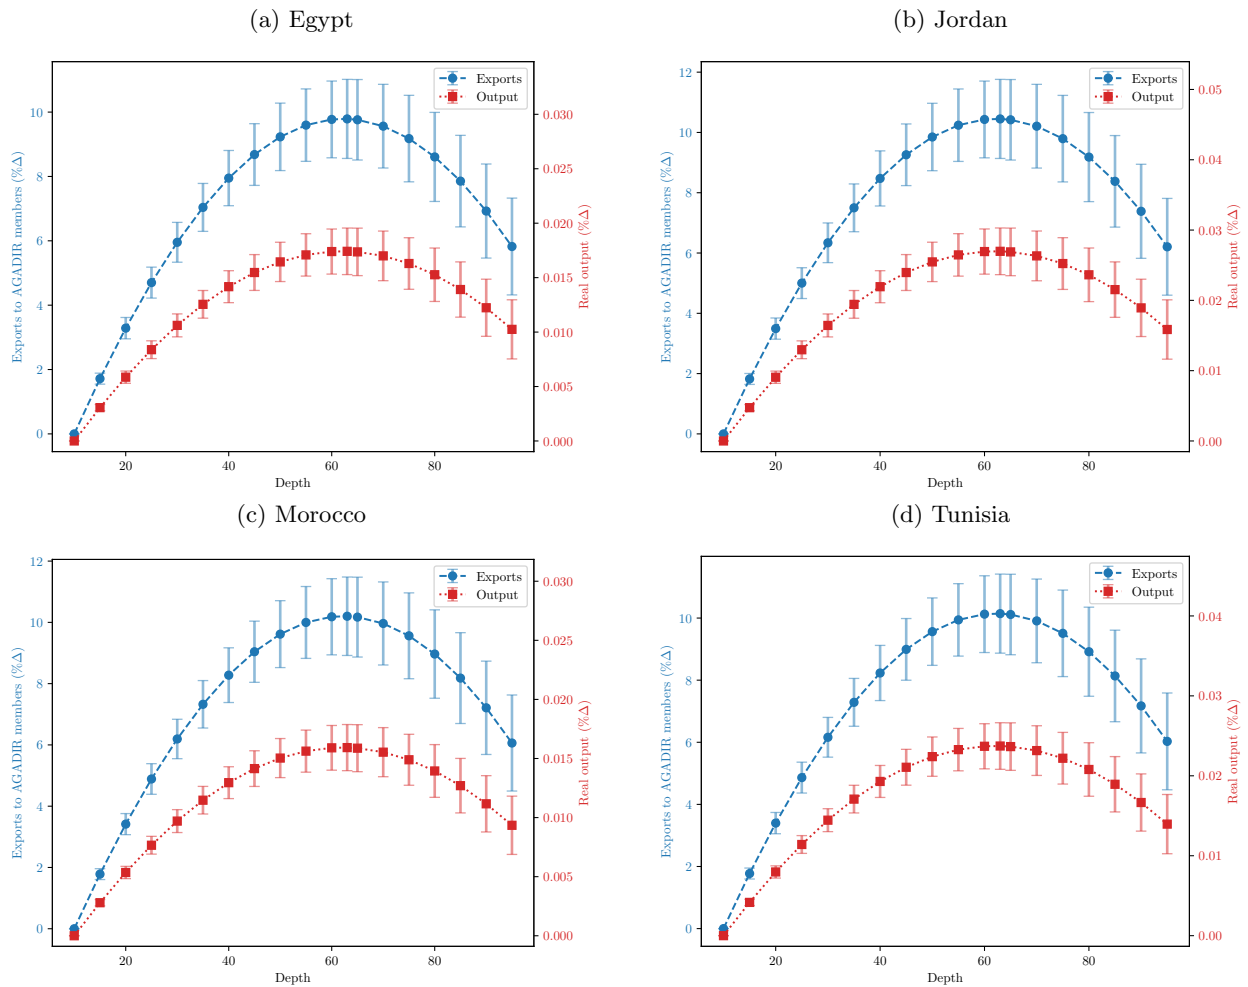 (a) Egypt
Exports
Output
10
8
6
4
2
0
Exports to AGADIR members (%Δ)
0.030
0.025
0.020
0.015
0.010
0.005
0.000
Real output (%Δ)
20 40 60 80
Depth
(b) Jordan
Exports
Output
12
10
8
6
4
2
0
Exports to AGADIR members (%Δ)
0.05
0.04
0.03
0.02
0.01
0.00
Real output (%Δ)
20 40 60 80
Depth
(c) Morocco
Exports
Output
12
10
8
6
4
2
0
Exports to AGADIR members (%Δ)
0.030
0.025
0.020
0.015
0.010
0.005
0.000
Real output (%Δ)
20 40 60 80
Depth
(d) Tunisia
Exports
Output
10
8
6
4
2
0
Exports to AGADIR members (%Δ)
0.04
0.03
0.02
0.01
0.00
Real output (%Δ)
20 40 60 80
Depth